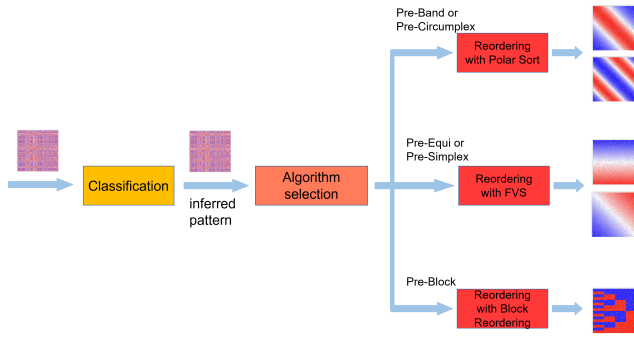 Pre-Band or
Pre-Circumplex
Reordering
with Polar Sort
Classification
inferred
pattern
Algorithm
selection
Pre-Equi or
Pre-Simplex
Reordering
with FVS
Pre-Block
Reordering
with Block
Reordering